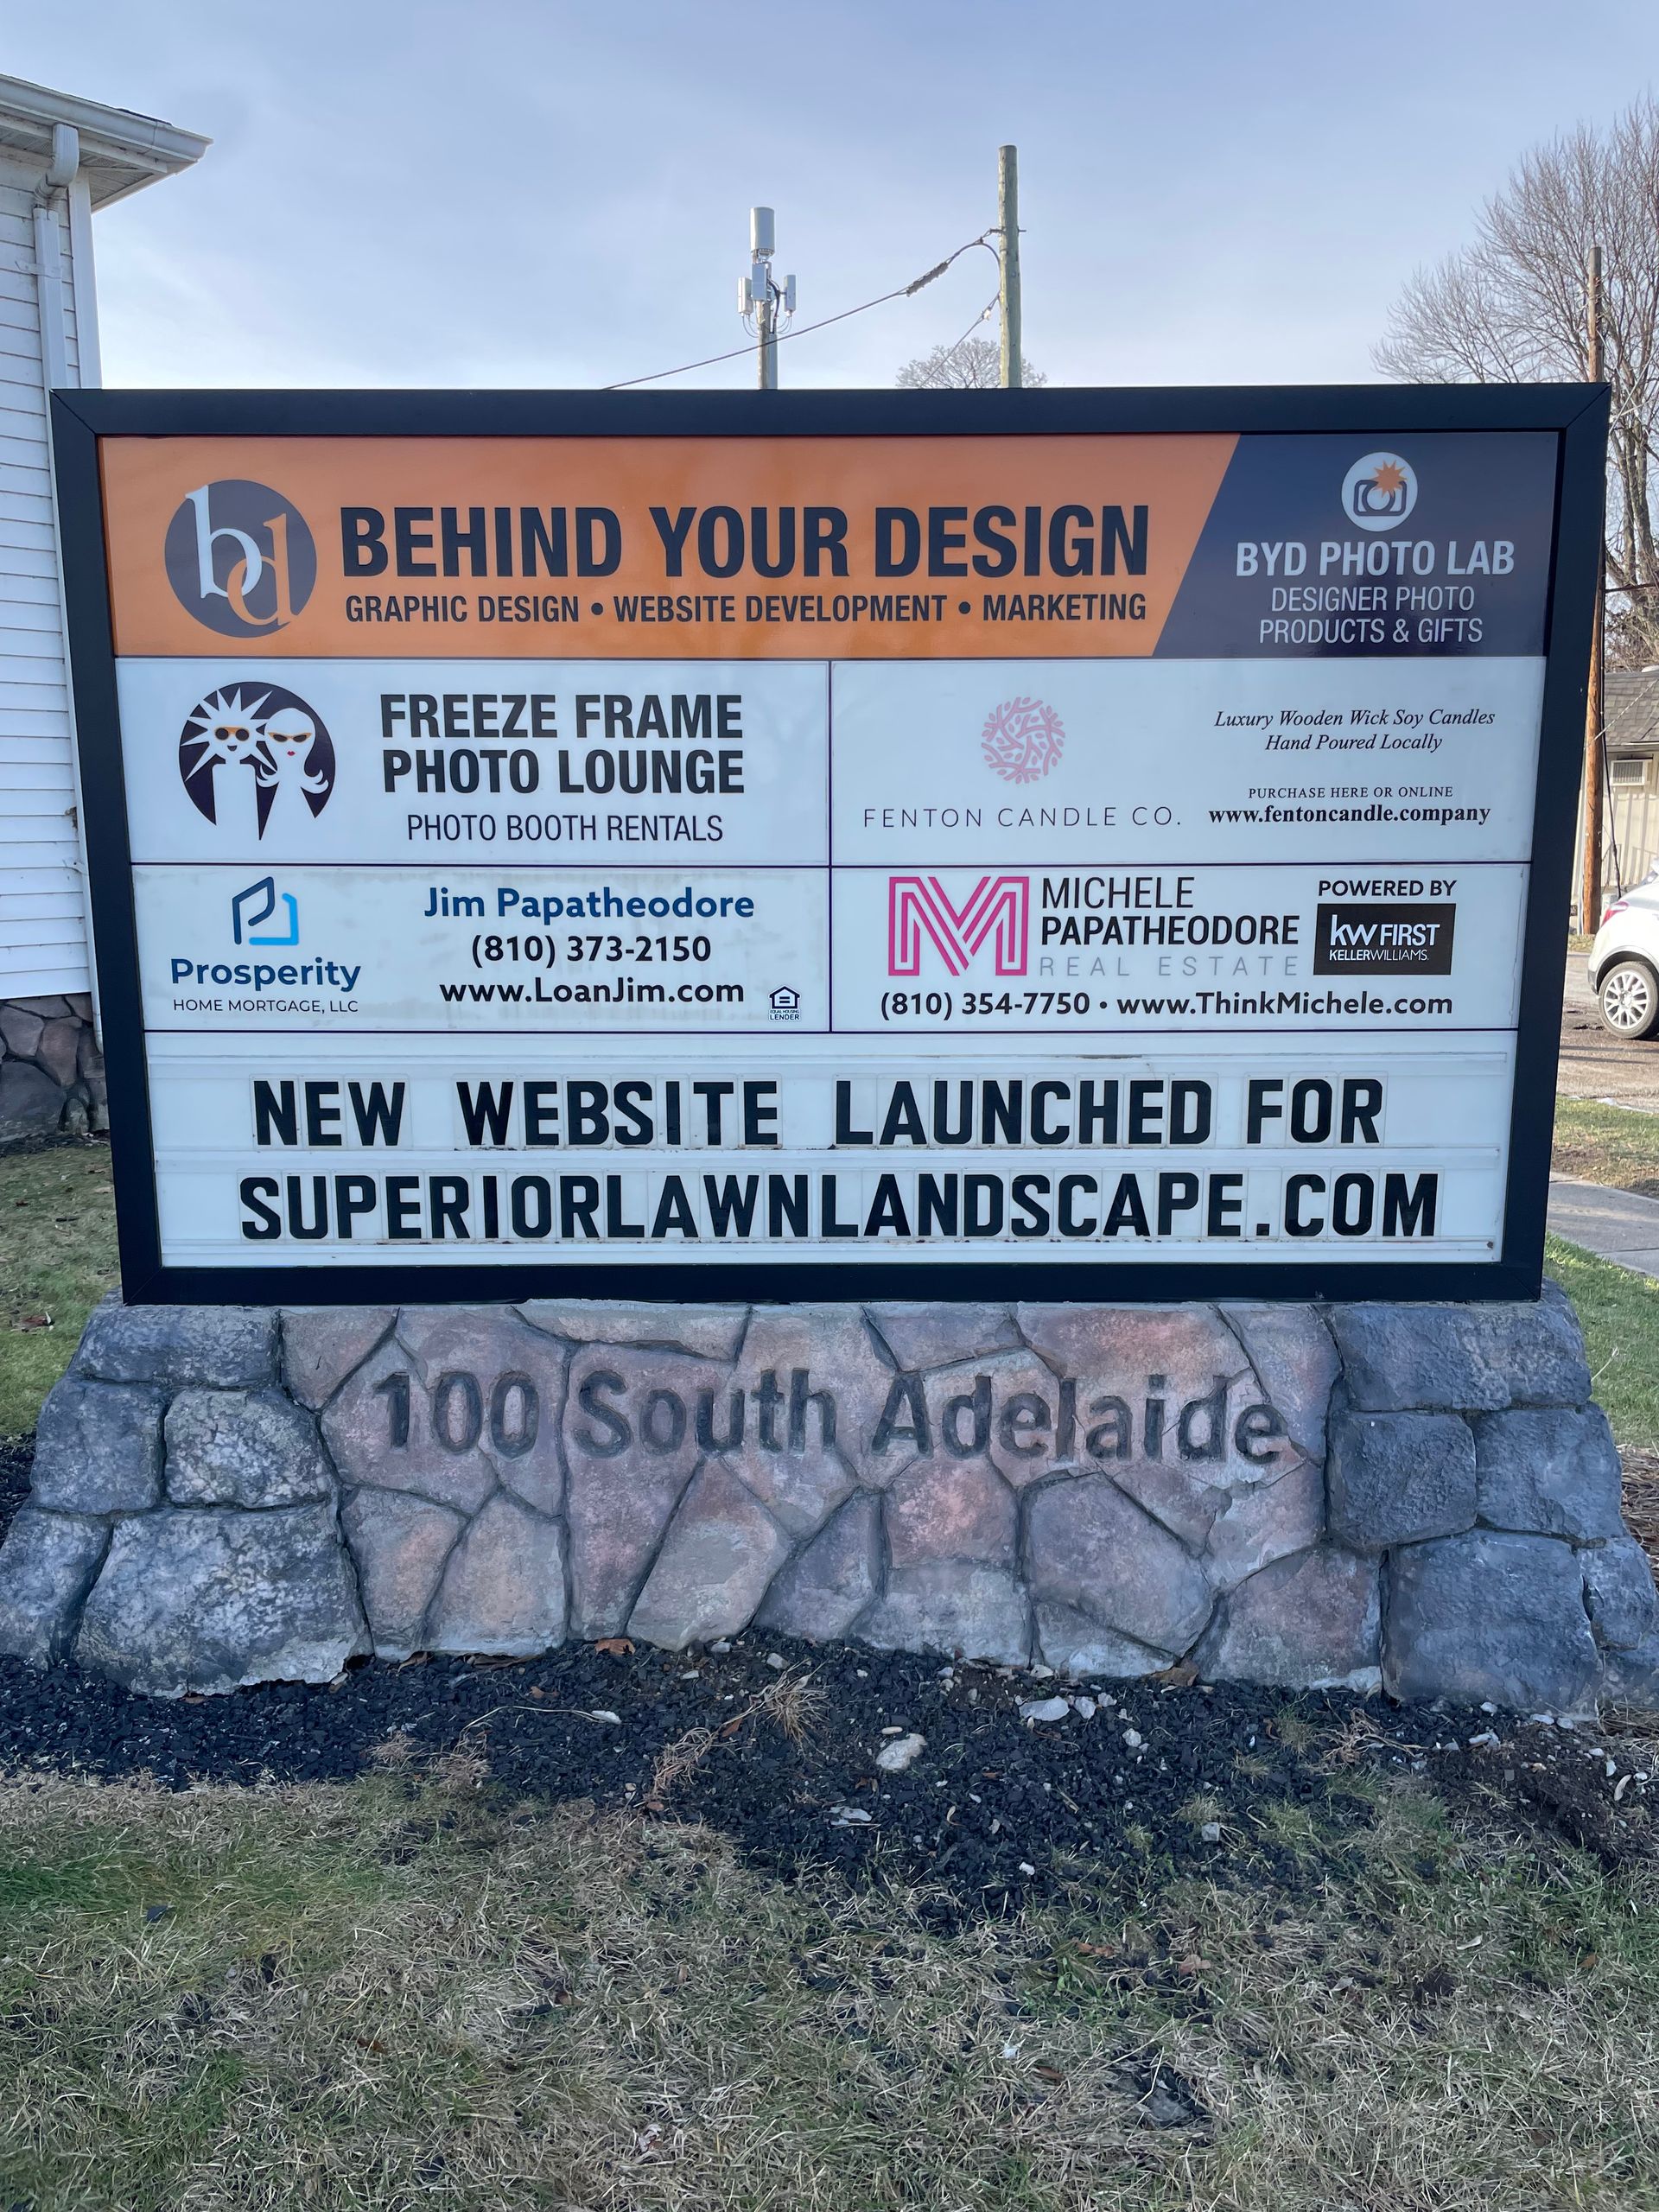 bd
BEHIND YOUR DESIGN
GRAPHIC DESIGN • WEBSITE DEVELOPMENT • MARKETING
BYD PHOTO LAB
DESIGNER PHOTO
PRODUCTS & GIFTS
FREEZE FRAME
PHOTO LOUNGE
PHOTO BOOTH RENTALS
FENTON CANDLE CO.
Luxury Wooden Wick Soy Candles
Hand Poured Locally
PURCHASE HERE OR ONLINE
www.fentoncandle.company
Prosperity
HOME MORTGAGE, LLC
Jim Papatheodore
(810) 373-2150
www.LoanJim.com
EQUAL HOUSING
LENDER
M
MICHELE
PAPATHEODORE
REAL ESTATE
POWERED BY
kw FIRST
KELLERWILLIAMS.
(810) 354-7750 • www.ThinkMichele.com
NEW WEBSITE LAUNCHED FOR
SUPERIORLAWNLANDSCAPE.COM
100 South Adelaide